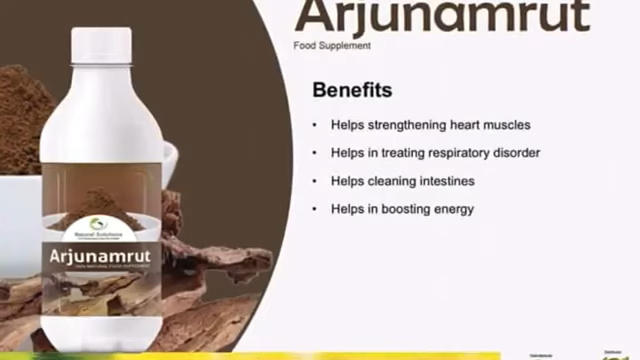 Arjunamrut
Food Supplement
Benefits
• Helps strengthening heart muscles
• Helps in treating respiratory disorder
• Helps cleaning intestines
• Helps in boosting energy
Natural Solutions
Arjunamrut